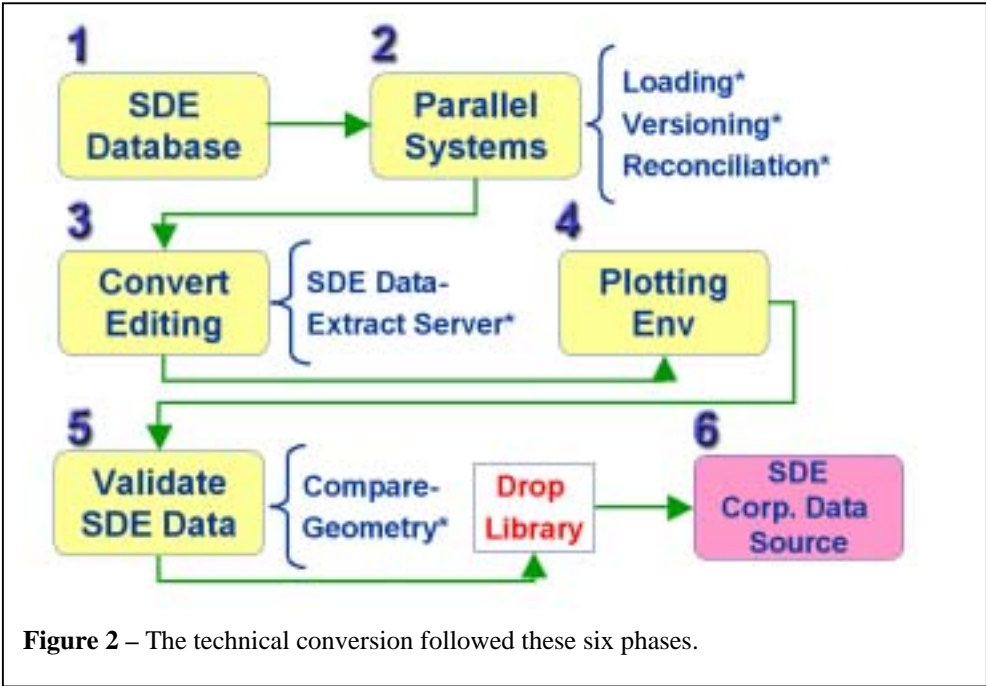 1
SDE
Database
2
Parallel
Systems
Loading*
Versioning*
Reconciliation*
3
Convert
Editing
SDE Data-
Extract Server*
4
Plotting
Env
5
Validate
SDE Data
Compare-
Geometry*
Drop
Library
6
SDE
Corp. Data
Source
Figure 2 – The technical conversion followed these six phases.